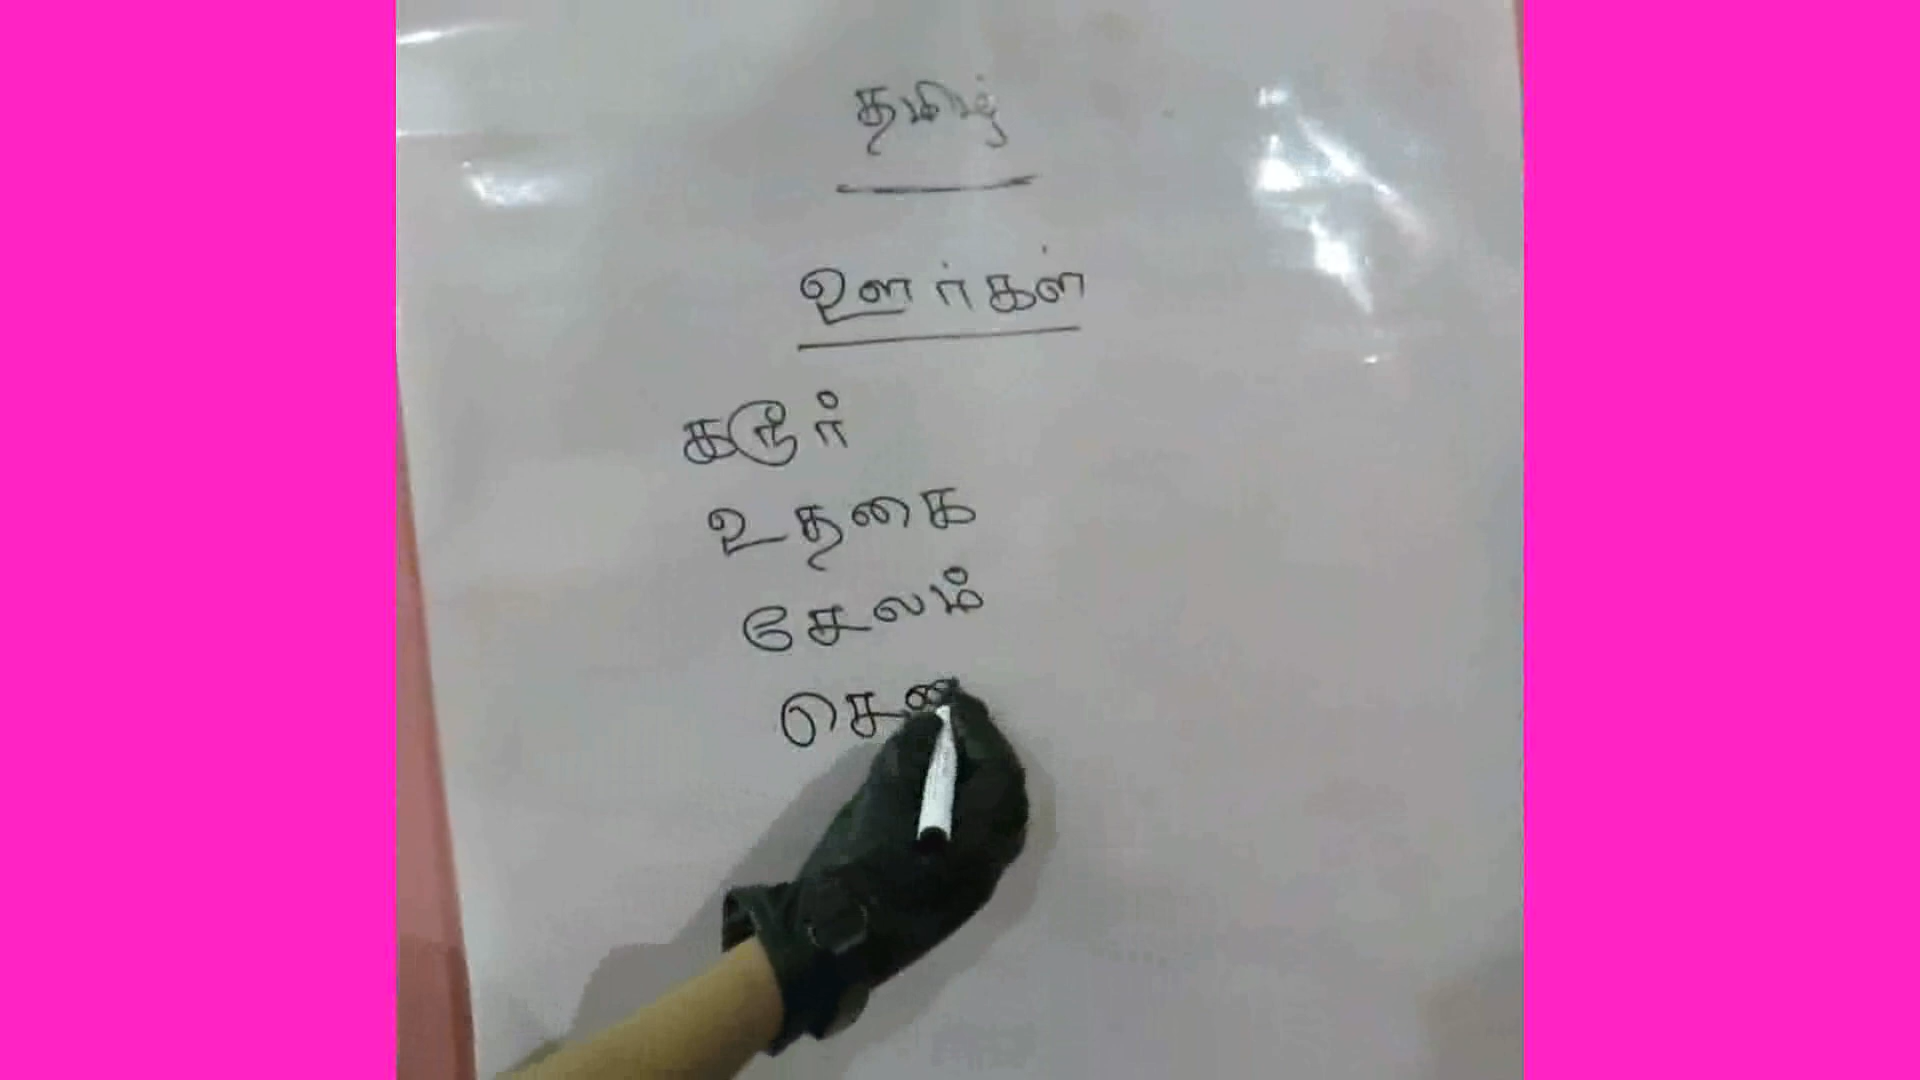 தமிழ்
ஊர்கள்
கரூர்
உதகை
சேலம்